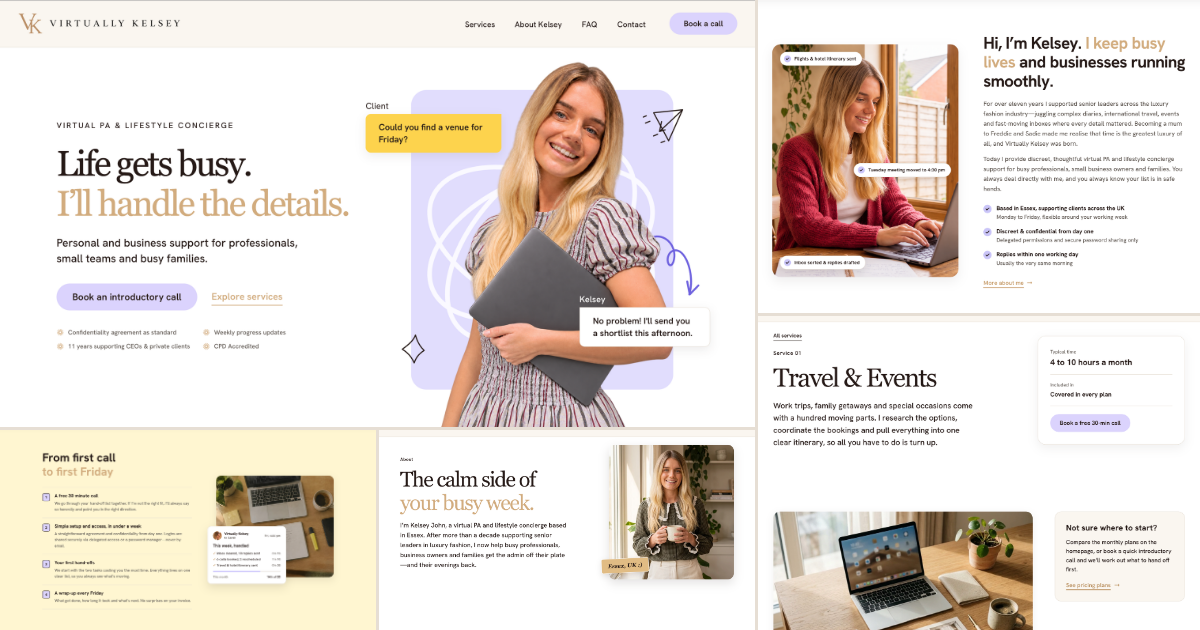 VK VIRTUALLY KELSEY
Services
About Kelsey
FAQ
Contact
Book a call
VIRTUAL PA & LIFESTYLE CONCIERGE
Life gets busy.
I'll handle the details.
Personal and business support for professionals,
small teams and busy families.
Book an introductory call
Explore services
Confidentiality agreement as standard
Weekly progress updates
11 years supporting CEOs & private clients
CPD Accredited
Client
Could you find a venue for
Friday?
Kelsey
No problem! I'll send you
a shortlist this afternoon.
Flights & hotel itinerary sent
Tuesday meeting moved to 4:30 pm
Inbox sorted & replies drafted
Hi, I'm Kelsey. I keep busy
lives and businesses running
smoothly.
For over eleven years I supported senior leaders across the luxury
fashion industry—juggling complex diaries, international travel, events
and fast-moving inboxes where every detail mattered. Becoming a mum
to Freddie and Sadie made me realise that time is the greatest luxury of
all, and Virtually Kelsey was born.
Today I provide discreet, thoughtful virtual PA and lifestyle concierge
support for busy professionals, small business owners and families. You
always deal directly with me, and you always know your list is in safe
hands.
Based in Essex, supporting clients across the UK
Monday to Friday, flexible around your working week
Discreet & confidential from day one
Delegated permissions and secure password sharing only
Replies within one working day
Usually the very same morning
More about me →
From first call
to first Friday
1
A free 30 minute call
2
Simple setup and access, in under a week
3
Your first hand-offs
4
A wrap-up every Friday
Virtually Kelsey
This week, handled
About
The calm side of
your busy week.
I'm Kelsey John, a virtual PA and lifestyle concierge based
in Essex. After more than a decade supporting senior
leaders in luxury fashion, I now help busy professionals,
business owners and families get the admin off their plate
—and their evenings back.
Essex, UK :)
All services
Service 01
Travel & Events
Work trips, family getaways and special occasions come
with a hundred moving parts. I research the options,
coordinate the bookings and pull everything into one
clear itinerary, so all you have to do is turn up.
Typical time
4 to 10 hours a month
Included in
Covered in every plan
Book a free 30 min call
Not sure where to start?
Compare the monthly plans on the
homepage, or book a quick introductory
call and we'll work out what to hand off
first.
See pricing plans →